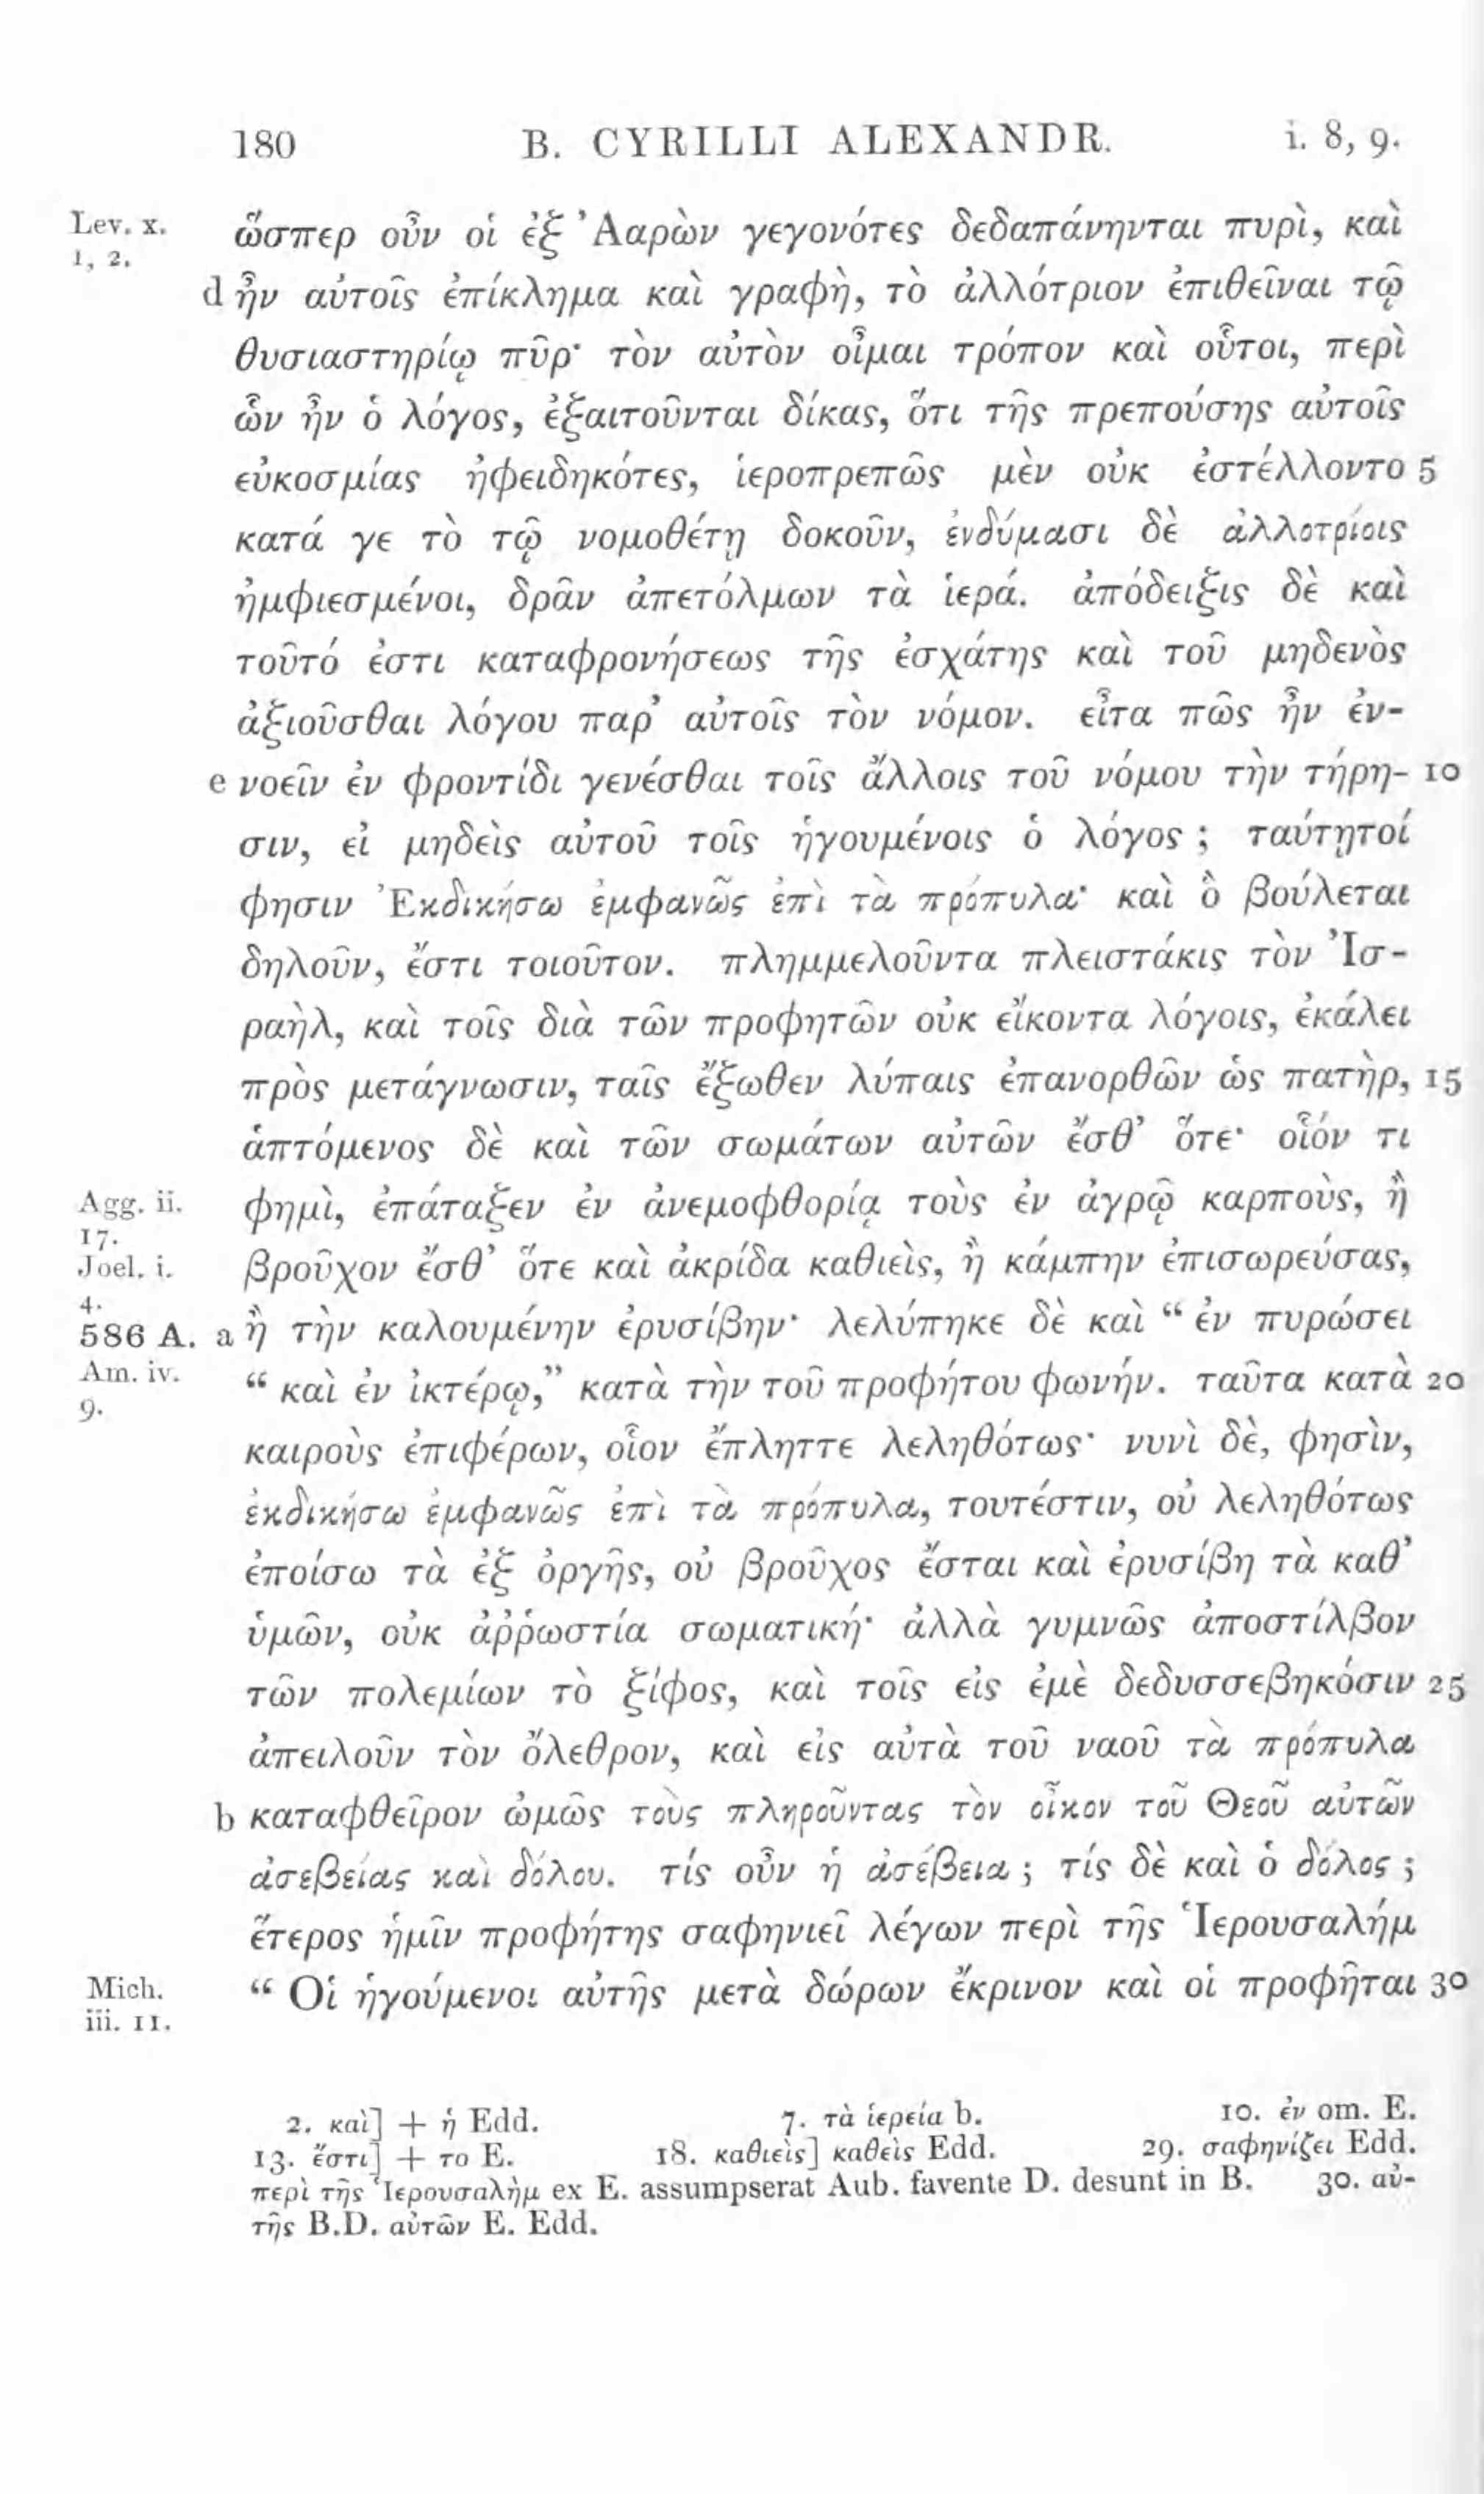 180 B. CYRILLI ALEXANDR. i. 8, 9.
Lev. x. ὥσπερ οὖν οἱ ἐξ Ἀαρὼν γεγονότες δεδαπάνηνται πυρὶ, καὶ
1, 2.
d ἦν αὐτοῖς ἐπίκλημα καὶ γραφὴ, τὸ ἀλλότριον ἐπιθεῖναι τῷ
θυσιαστηρίῳ πῦρ· τὸν αὐτὸν οἶμαι τρόπον καὶ οὗτοι, περὶ
ὧν ἦν ὁ λόγος, ἐξαιτοῦνται δίκας, ὅτι τῆς πρεπούσης αὐτοῖς
εὐκοσμίας ἠφειδηκότες, ἱεροπρεπῶς μὲν οὐκ ἐστέλλοντο 5
κατά γε τὸ τῷ νομοθέτῃ δοκοῦν, ἐνδύμασι δὲ ἀλλοτρίοις
ἠμφιεσμένοι, δρᾶν ἀπετόλμων τὰ ἱερά. ἀπόδειξις δὲ καὶ
τοῦτό ἐστι καταφρονήσεως τῆς ἐσχάτης καὶ τοῦ μηδενὸς
ἀξιοῦσθαι λόγου παρ’ αὐτοῖς τὸν νόμον. εἶτα πῶς ἦν ἐν-
e νοεῖν ἐν φροντίδι γενέσθαι τοῖς ἄλλοις τοῦ νόμου τὴν τήρη- 10
σιν, εἰ μηδεὶς αὐτοῦ τοῖς ἡγουμένοις ὁ λόγος ; ταύτῃτοί
φησιν Ἐκδικήσω ἐμφανῶς ἐπὶ τὰ πρόπυλα· καὶ ὃ βούλεται
δηλοῦν, ἔστι τοιοῦτον. πλημμελοῦντα πλειστάκις τὸν Ἰσ-
ραὴλ, καὶ τοῖς διὰ τῶν προφητῶν οὐκ εἴκοντα λόγοις, ἐκάλει
πρὸς μετάγνωσιν, ταῖς ἔξωθεν λύπαις ἐπανορθῶν ὡς πατὴρ, 15
ἁπτόμενος δὲ καὶ τῶν σωμάτων αὐτῶν ἔσθ’ ὅτε· οἷόν τι
Agg. ii. φημὶ, ἐπάταξεν ἐν ἀνεμοφθορίᾳ τοὺς ἐν ἀγρῷ καρποὺς, ἢ
17.
Joel. i. βροῦχον ἔσθ’ ὅτε καὶ ἀκρίδα καθιεὶς, ἢ κάμπην ἐπισωρεύσας,
4.
586 A. a ἢ τὴν καλουμένην ἐρυσίβην· λελύπηκε δὲ καὶ “ ἐν πυρώσει
Am. iv. “ καὶ ἐν ἰκτέρῳ,” κατὰ τὴν τοῦ προφήτου φωνήν. ταῦτα κατὰ 20
9.
καιροὺς ἐπιφέρων, οἷον ἔπληττε λεληθότως· νυνὶ δὲ, φησὶν,
ἐκδικήσω ἐμφανῶς ἐπὶ τὰ πρόπυλα, τουτέστιν, οὐ λεληθότως
ἐποίσω τὰ ἐξ ὀργῆς, οὐ βροῦχος ἔσται καὶ ἐρυσίβη τὰ καθ’
ὑμῶν, οὐκ ἀῤῥωστία σωματική· ἀλλὰ γυμνῶς ἀποστίλβον
τῶν πολεμίων τὸ ξίφος, καὶ τοῖς εἰς ἐμὲ δεδυσσεβηκόσιν 25
ἀπειλοῦν τὸν ὄλεθρον, καὶ εἰς αὐτὰ τοῦ ναοῦ τὰ πρόπυλα
b καταφθεῖρον ὠμῶς τοὺς πληροῦντας τὸν οἶκον τοῦ Θεοῦ αὐτῶν
ἀσεβείας καὶ δόλου. τίς οὖν ἡ ἀσέβεια ; τίς δὲ καὶ ὁ δόλος ;
ἕτερος ἡμῖν προφήτης σαφηνιεῖ λέγων περὶ τῆς Ἱερουσαλήμ
Mich. “ Οἱ ἡγούμενοι αὐτῆς μετὰ δώρων ἔκρινον καὶ οἱ προφῆται 30
iii. 11.
2. καὶ] + ἡ Edd. 7. τὰ ἱερεία b. 10. ἐν om. E.
13. ἔστι] + το E. 18. καθιεὶς] καθεὶς Edd. 29. σαφηνίζει Edd.
περὶ τῆς Ἱερουσαλὴμ ex E. assumpserat Aub. favente D. desunt in B. 30. αὐ-
τῆς B.D. αὐτῶν E. Edd.